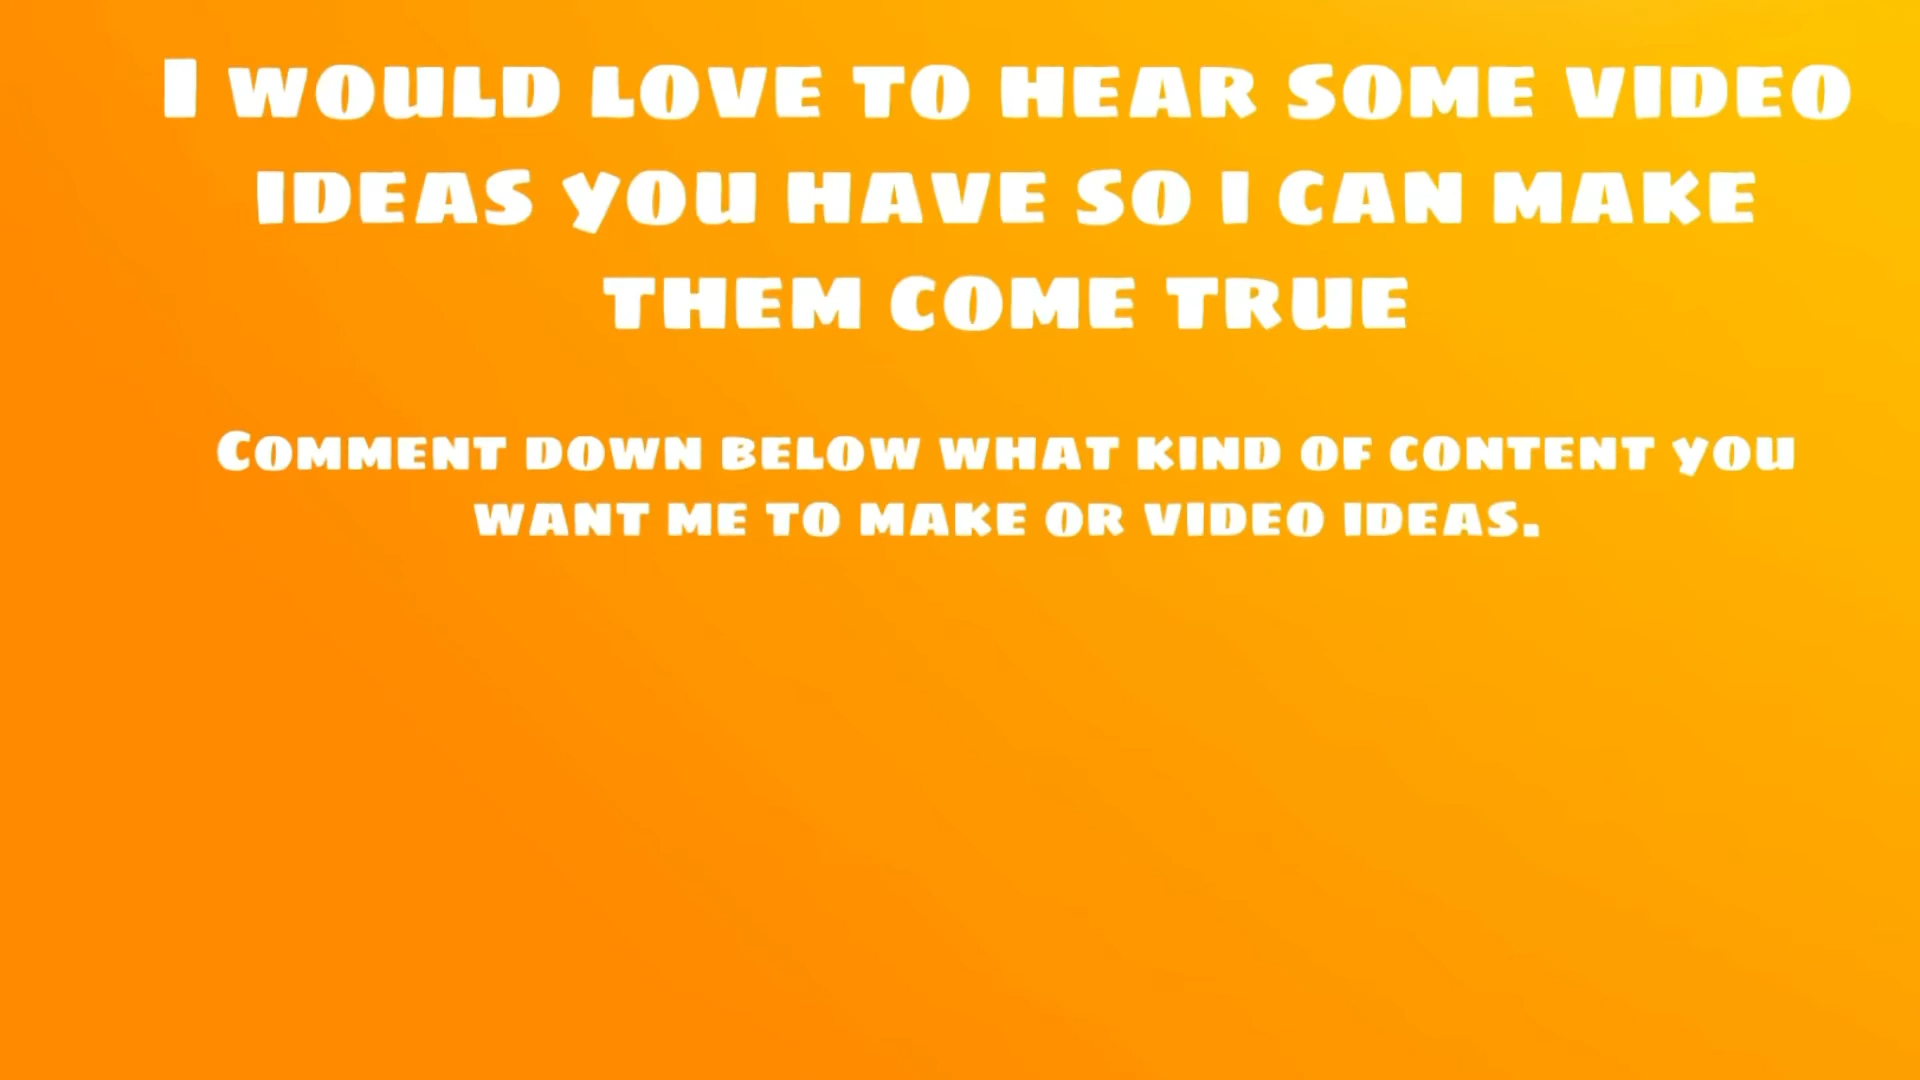 I would love to hear some video
ideas you have so I can make
them come true
Comment down below what kind of content you
want me to make or video ideas.